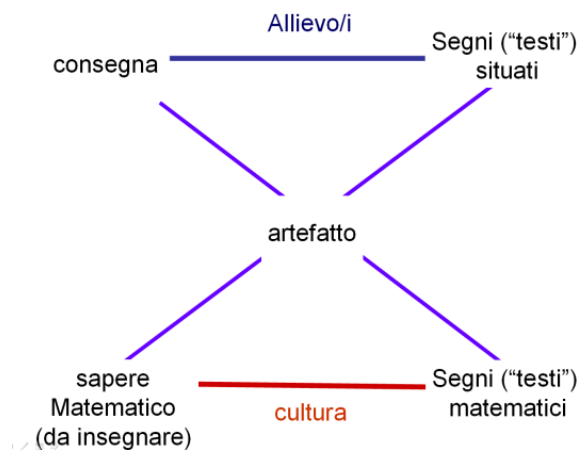 Allievo/i
consegna
Segni ("testi")
situati
artefatto
sapere
Matematico
(da insegnare)
Segni ("testi")
matematici
cultura